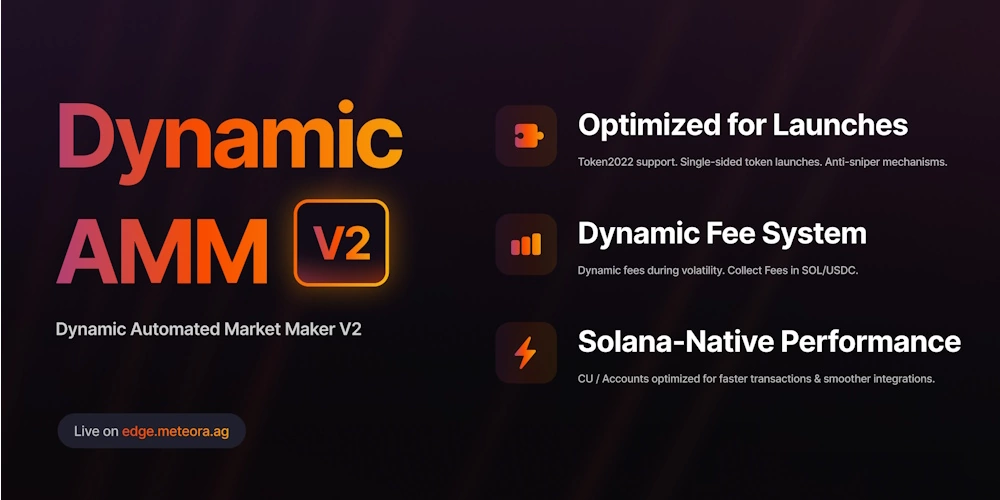 Dynamic
AMM V2
Dynamic Automated Market Maker V2
Live on edge.meteora.ag
Optimized for Launches
Token2022 support. Single-sided token launches. Anti-sniper mechanisms.
Dynamic Fee System
Dynamic fees during volatility. Collect Fees in SOL/USDC.
Solana-Native Performance
CU / Accounts optimized for faster transactions & smoother integrations.